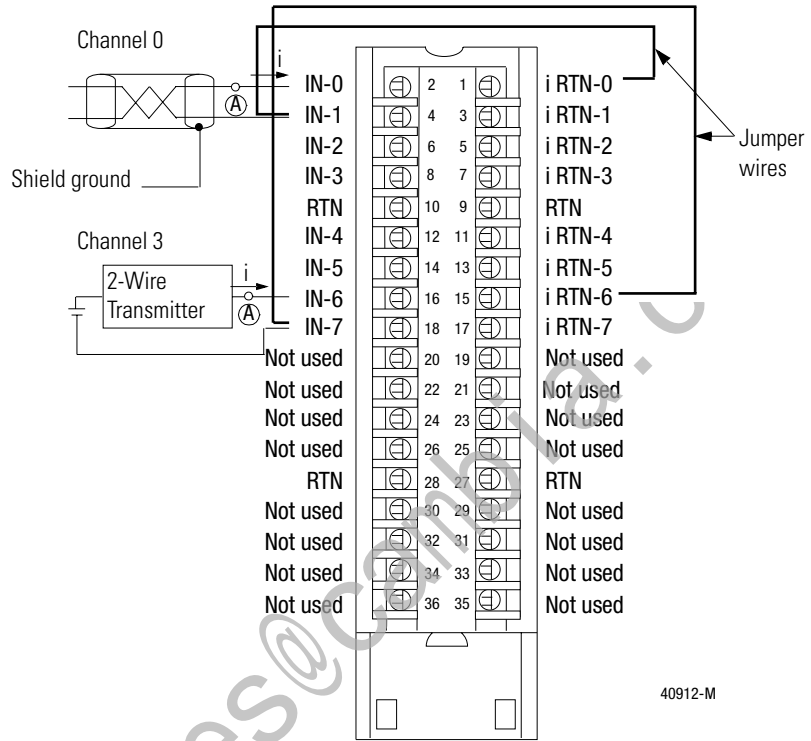 Channel 0
i
A
Shield ground
Channel 3
2-Wire
Transmitter
i
A
IN-0 2 1 i RTN-0
IN-1 4 3 i RTN-1
IN-2 6 5 i RTN-2
IN-3 8 7 i RTN-3
RTN 10 9 RTN
IN-4 12 11 i RTN-4
IN-5 14 13 i RTN-5
IN-6 16 15 i RTN-6
IN-7 18 17 i RTN-7
Not used 20 19 Not used
Not used 22 21 Not used
Not used 24 23 Not used
Not used 26 25 Not used
RTN 28 27 RTN
Not used 30 29 Not used
Not used 32 31 Not used
Not used 34 33 Not used
Not used 36 35 Not used
Jumper
wires
40912-M
es@cambia.c